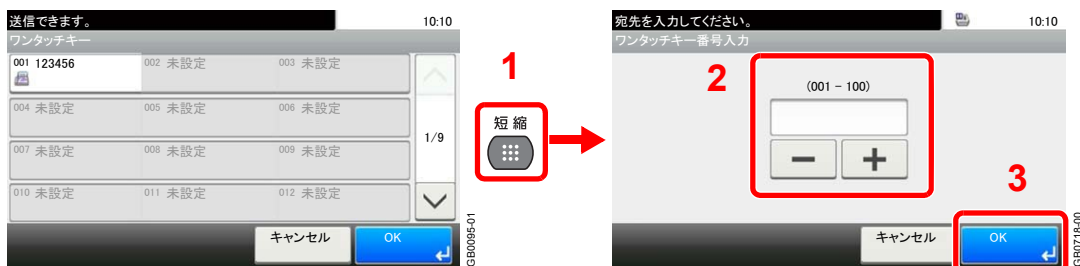 送信できます。
10:10
ワンタッチキー
001 123456
002 未設定
003 未設定
004 未設定
005 未設定
006 未設定
1/9
007 未設定
008 未設定
009 未設定
010 未設定
011 未設定
012 未設定
キャンセル
OK
GB0095-01
1
短縮
宛先を入力してください。
10:10
ワンタッチキー番号入力
2
(001 - 100)
3
キャンセル
OK
GB0718-00